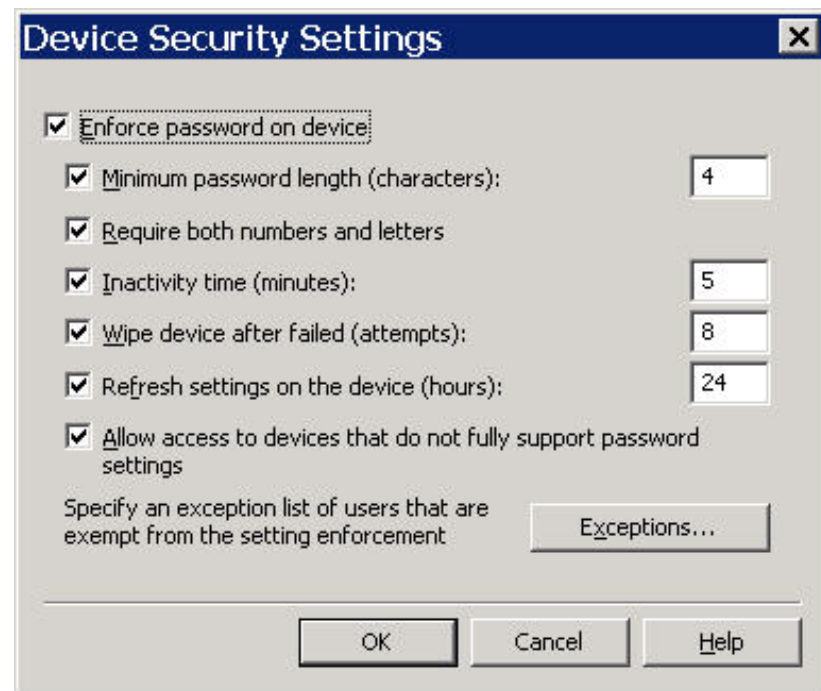 Device Security Settings
Enforce password on device
Minimum password length (characters): 4
Require both numbers and letters
Inactivity time (minutes): 5
Wipe device after failed (attempts): 8
Refresh settings on the device (hours): 24
Allow access to devices that do not fully support password
settings
Specify an exception list of users that are
exempt from the setting enforcement
Exceptions...
OK Cancel Help